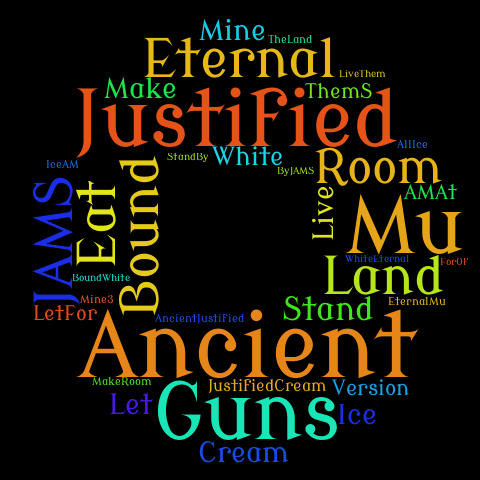 Mine
TheLand
Eternal
LiveThem
Make
ThemS
Justified
AllIce
StandBy
White
ByJAMS
Room
IceAM
AMAt
JAMS
Eat
Bound
Live
Mu
WhiteEternal
ForOf
BoundWhite
Land
Mine3
EternalMu
LetFor
Stand
AncientJustified
Ancient
MakeRoom
JustifiedCream
Version
Let
Guns
Ice
Cream